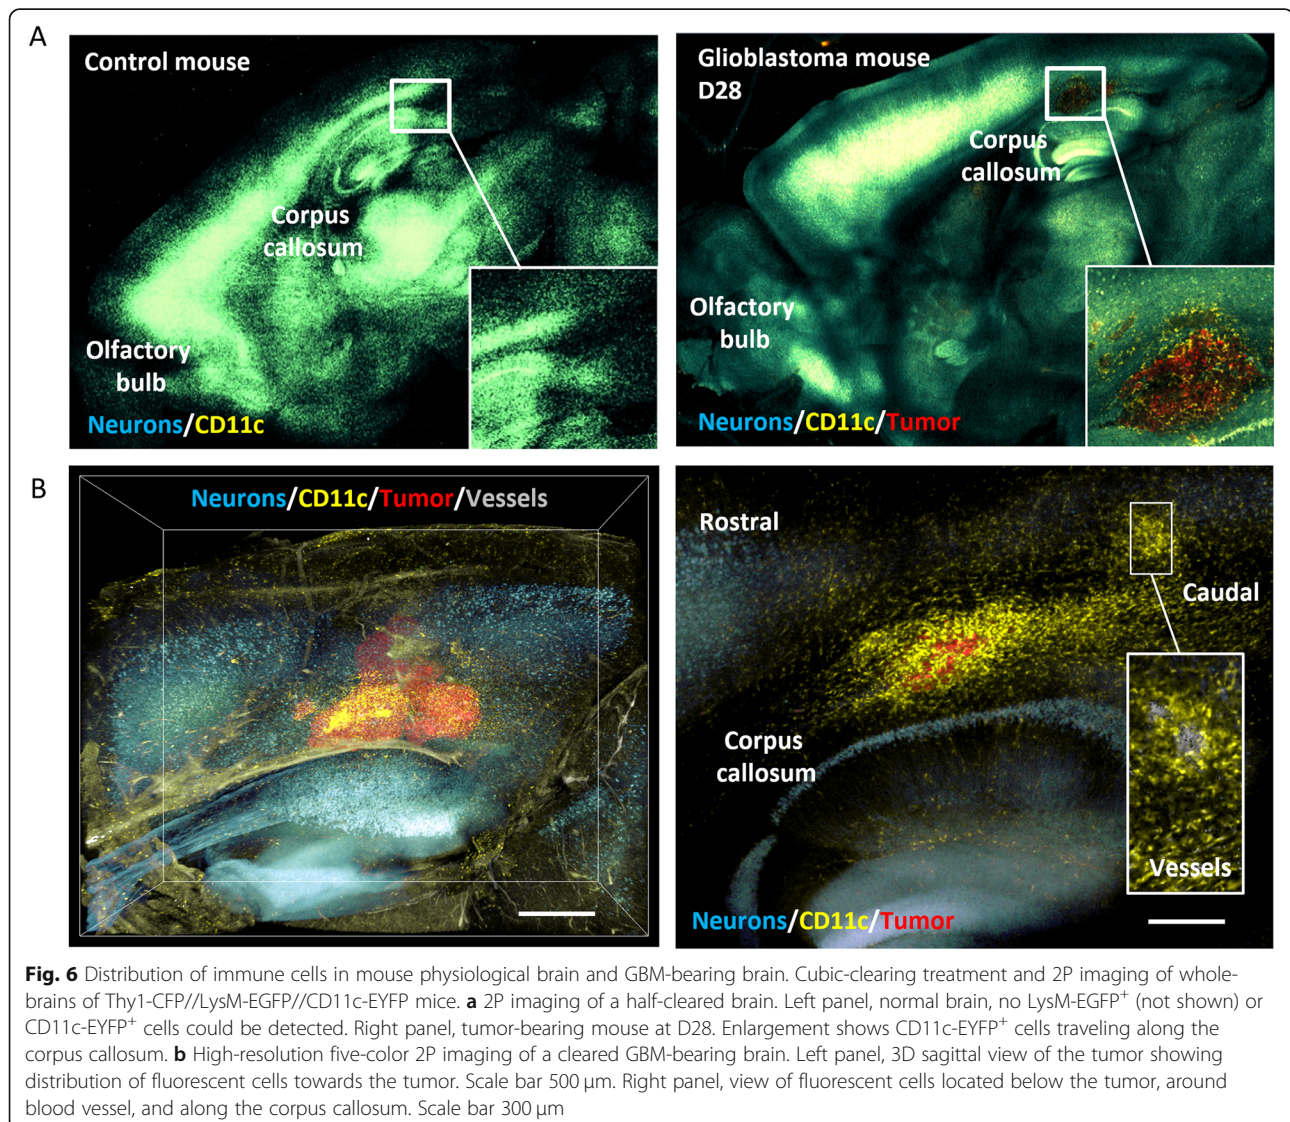 A
Control mouse
Corpus
callosum
Olfactory
bulb
Neurons/CD11c
Glioblastoma mouse
D28
Corpus
callosum
Olfactory
bulb
Neurons/CD11c/Tumor
B
Neurons/CD11c/Tumor/Vessels
Rostral
Caudal
Corpus
callosum
Vessels
Neurons/CD11c/Tumor
Fig. 6 Distribution of immune cells in mouse physiological brain and GBM-bearing brain. Cubic-clearing treatment and 2P imaging of whole-
brains of Thy1-CFP//LysM-EGFP//CD11c-EYFP mice. a 2P imaging of a half-cleared brain. Left panel, normal brain, no LysM-EGFP⁺ (not shown) or
CD11c-EYFP⁺ cells could be detected. Right panel, tumor-bearing mouse at D28. Enlargement shows CD11c-EYFP⁺ cells traveling along the
corpus callosum. b High-resolution five-color 2P imaging of a cleared GBM-bearing brain. Left panel, 3D sagittal view of the tumor showing
distribution of fluorescent cells towards the tumor. Scale bar 500 μm. Right panel, view of fluorescent cells located below the tumor, around
blood vessel, and along the corpus callosum. Scale bar 300 μm